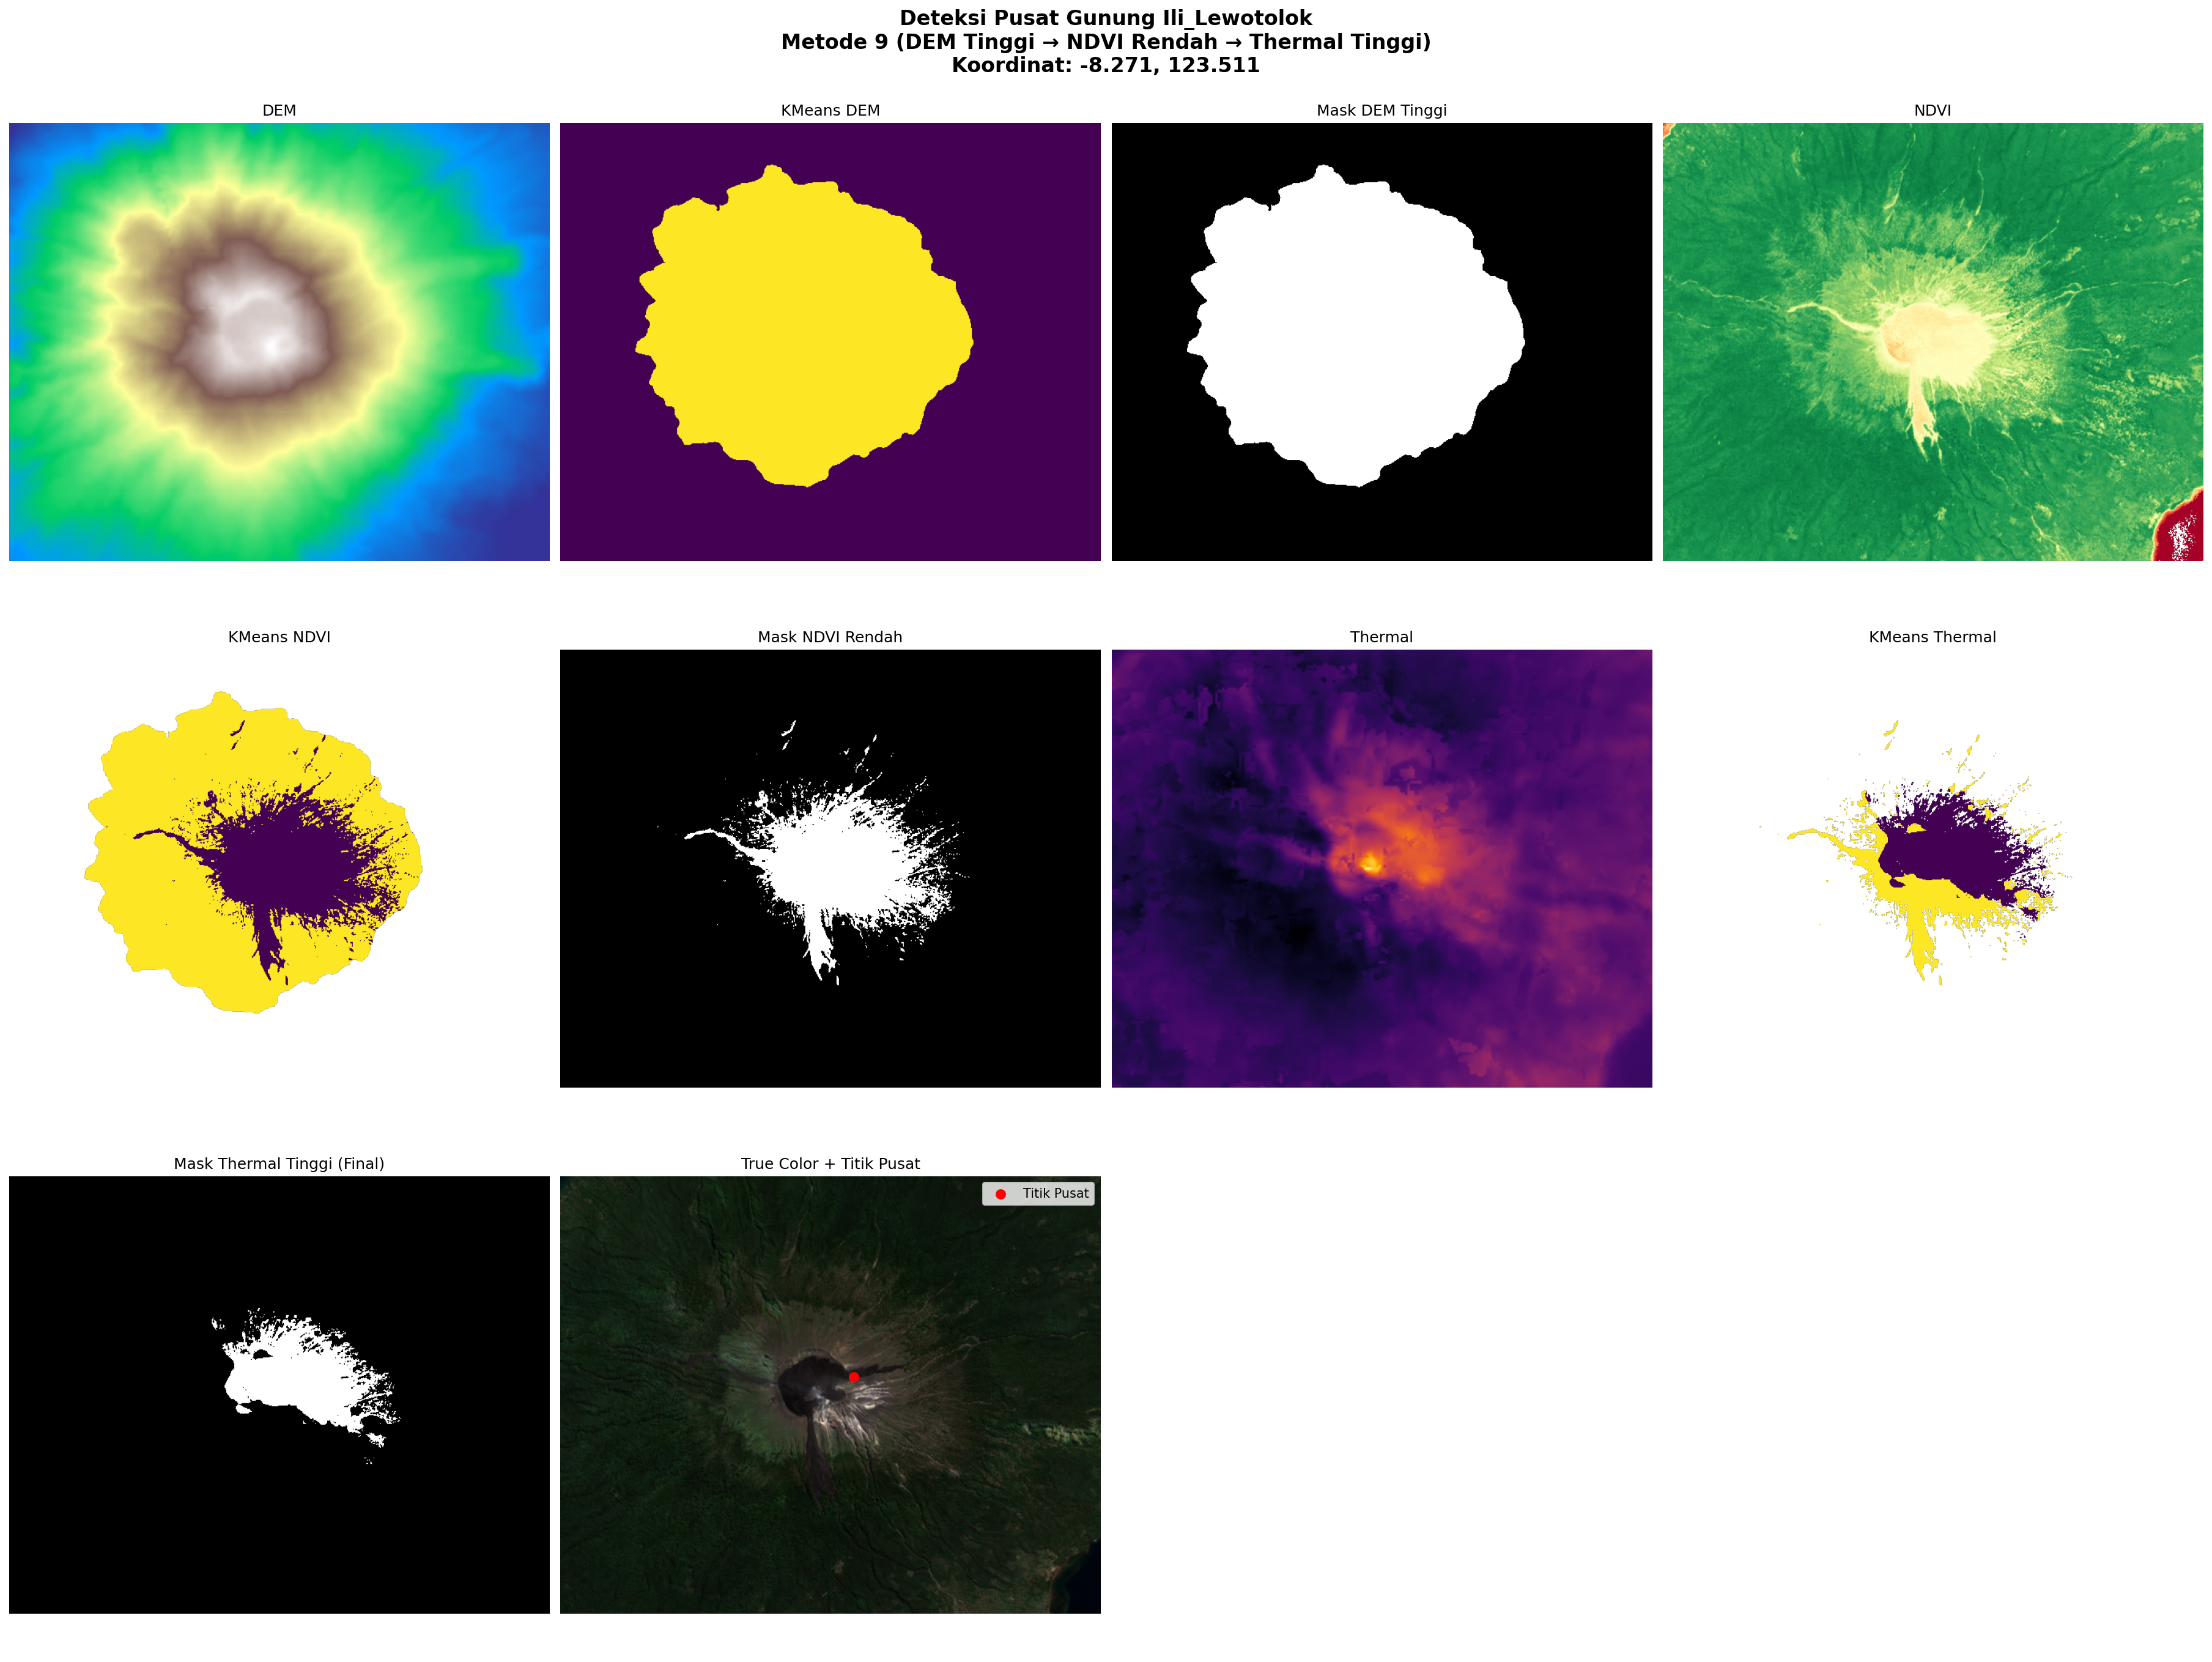 Deteksi Pusat Gunung Ili_Lewotolok
Metode 9 (DEM Tinggi → NDVI Rendah → Thermal Tinggi)
Koordinat: -8.271, 123.511
DEM
KMeans DEM
Mask DEM Tinggi
NDVI
KMeans NDVI
Mask NDVI Rendah
Thermal
KMeans Thermal
Mask Thermal Tinggi (Final)
True Color + Titik Pusat
Titik Pusat